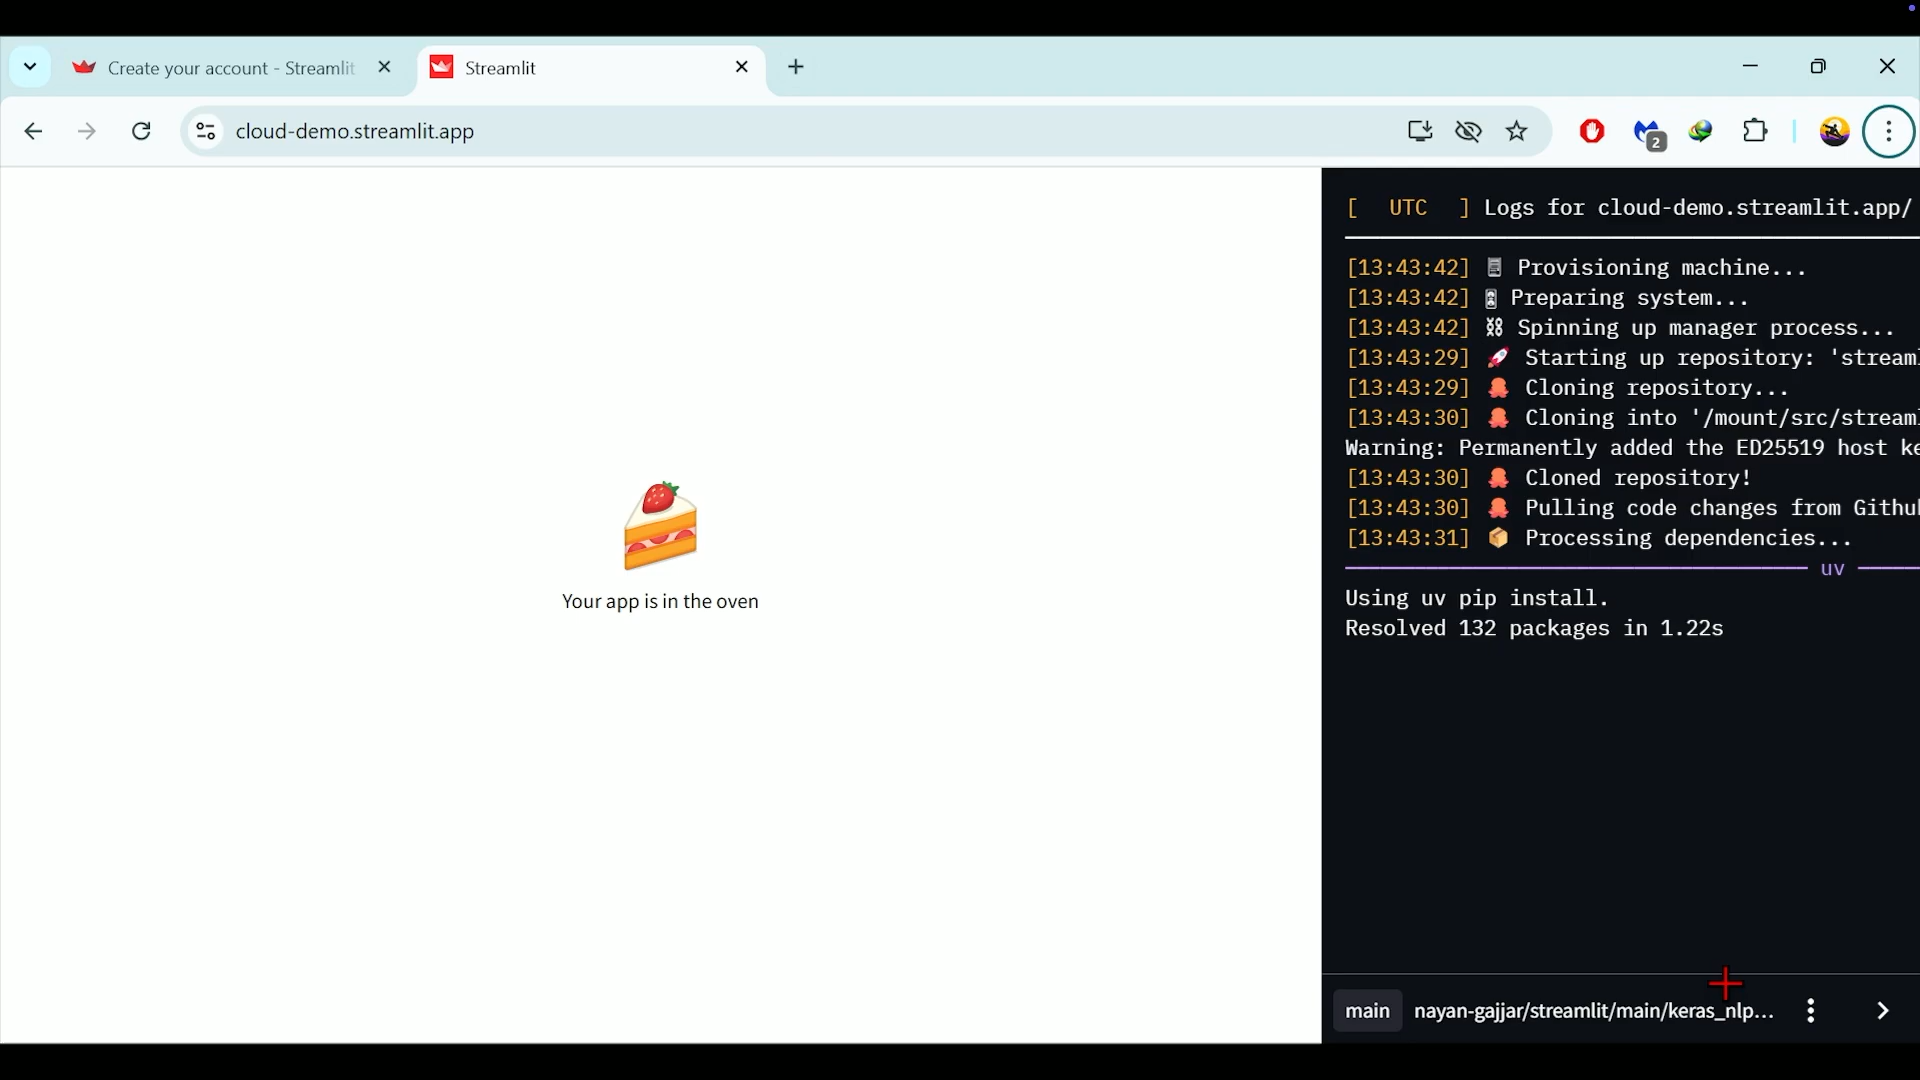 Create your account - Streamlit
Streamlit
cloud-demo.streamlit.app
2
[ UTC ] Logs for cloud-demo.streamlit.app/
[13:43:42] Provisioning machine...
[13:43:42] Preparing system...
[13:43:42] Spinning up manager process...
[13:43:29] Starting up repository: 'streaml
[13:43:29] Cloning repository...
[13:43:30] Cloning into '/mount/src/streaml
Warning: Permanently added the ED25519 host ke
[13:43:30] Cloned repository!
[13:43:30] Pulling code changes from Github
[13:43:31] Processing dependencies...
uv
Using uv pip install.
Resolved 132 packages in 1.22s
Your app is in the oven
main nayan-gajjar/streamlit/main/keras_nlp...